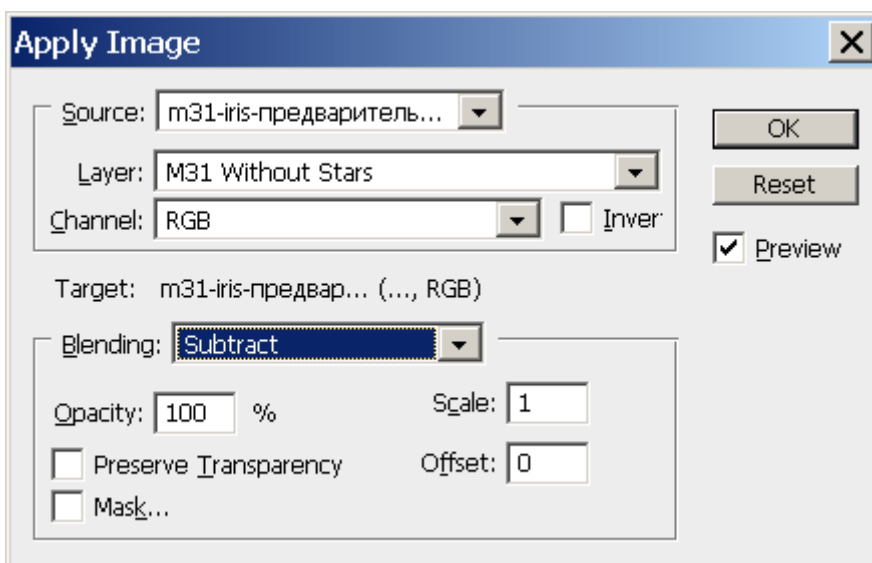 Apply Image
Source: m31-iris-предваритель...
OK
Layer: M31 Without Stars
Reset
Channel: RGB Inver
Preview
Target: m31-iris-предвар... (..., RGB)
Blending: Subtract
Opacity: 100 % Scale: 1
Preserve Transparency Offset: 0
Mask...